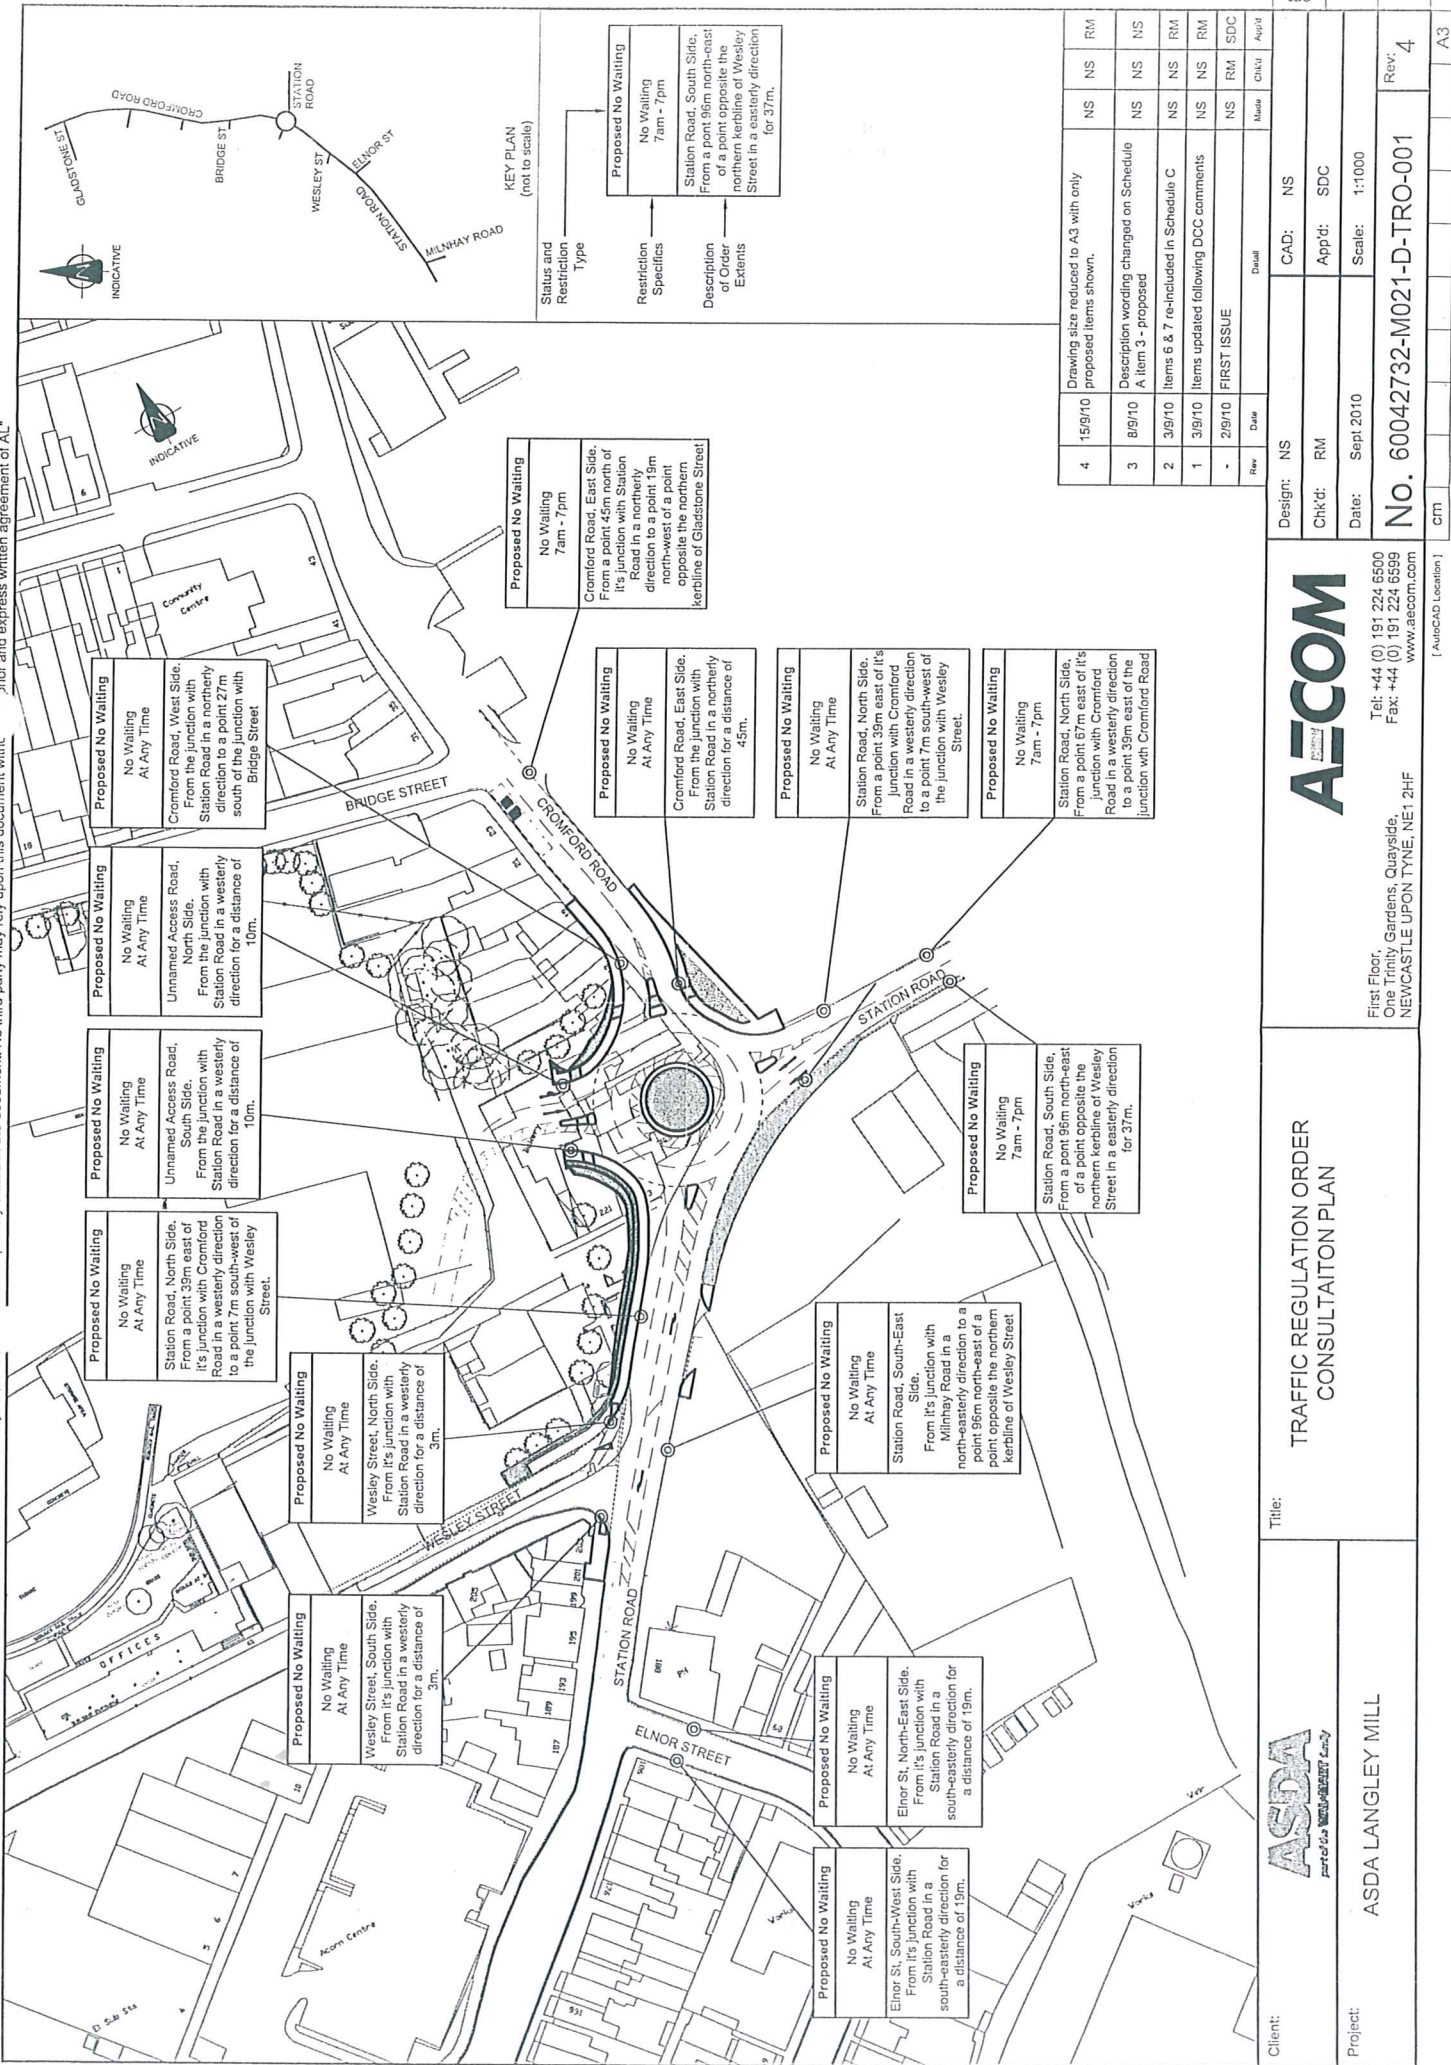 prior and express written agreement of AE"
INDICATIVE
GLADSTONE ST
CROMFORD ROAD
BRIDGE ST
STATION
ROAD
WESLEY ST
ELNOR ST
STATION ROAD
MILNHAY ROAD
KEY PLAN
(not to scale)
Status and
Restriction
Type
Restriction
Specifics
Description
of Order
Extents
Proposed No Waiting
No Waiting
7am - 7pm
Station Road, South Side,
From a pont 96m north-east
of a point opposite the
northern kerbline of Wesley
Street in a easterly direction
for 37m.
INDICATIVE
Proposed No Waiting
No Waiting
At Any Time
Station Road, North Side.
From a point 39m east of
it's junction with Cromford
Road in a westerly direction
to a point 7m south-west of
the junction with Wesley
Street.
Proposed No Waiting
No Waiting
At Any Time
Unnamed Access Road,
South Side.
From the junction with
Station Road in a westerly
direction for a distance of
10m.
Proposed No Waiting
No Waiting
At Any Time
Unnamed Access Road,
North Side.
From the junction with
Station Road in a westerly
direction for a distance of
10m.
Proposed No Waiting
No Waiting
At Any Time
Cromford Road, West Side.
From the junction with
Station Road in a northerly
direction to a point 27m
south of the junction with
Bridge Street
Proposed No Waiting
No Waiting
At Any Time
Wesley Street, South Side.
From it's junction with
Station Road in a westerly
direction for a distance of
3m.
Proposed No Waiting
No Waiting
At Any Time
Wesley Street, North Side.
From it's junction with
Station Road in a westerly
direction for a distance of
3m.
Proposed No Waiting
No Waiting
7am - 7pm
Cromford Road, East Side.
From a point 45m north of
it's junction with Station
Road in a northerly
direction to a point 19m
north-west of a point
opposite the northern
kerbline of Gladstone Street
Proposed No Waiting
No Waiting
At Any Time
Cromford Road, East Side.
From the junction with
Station Road in a northerly
direction for a distance of
45m.
Proposed No Waiting
No Waiting
At Any Time
Station Road, North Side.
From a point 39m east of it's
junction with Cromford
Road in a westerly direction
to a point 7m south-west of
the junction with Wesley
Street.
Proposed No Waiting
No Waiting
7am - 7pm
Station Road, North Side,
From a point 67m east of it's
junction with Cromford
Road in a westerly direction
to a point 39m east of the
junction with Cromford Road
Proposed No Waiting
No Waiting
7am - 7pm
Station Road, South Side,
From a pont 96m north-east
of a point opposite the
northern kerbline of Wesley
Street in a easterly direction
for 37m.
Proposed No Waiting
No Waiting
At Any Time
Station Road, South-East
Side.
From it's junction with
Milnhay Road in a
north-easterly direction to a
point 96m north-east of a
point opposite the northern
kerbline of Wesley Street
Proposed No Waiting
No Waiting
At Any Time
Elnor St, North-East Side.
From it's junction with
Station Road in a
south-easterly direction for
a distance of 19m.
Proposed No Waiting
No Waiting
At Any Time
Elnor St, South-West Side.
From it's junction with
Station Road in a
south-easterly direction for
a distance of 19m.
BRIDGE STREET
CROMFORD ROAD
STATION ROAD
WESLEY STREET
STATION ROAD
ELNOR STREET
Community
Centre
OFFICES
Acorn Centre
El Sub Sta
Works
Works
PH
187
189
193
195
199
201
205
221
4 15/9/10 Drawing size reduced to A3 with only
proposed items shown. NS NS RM
3 8/9/10 Description wording changed on Schedule
A item 3 - proposed NS NS NS
2 3/9/10 Items 6 & 7 re-included in Schedule C NS NS RM
1 3/9/10 Items updated following DCC comments NS NS RM
- 2/9/10 FIRST ISSUE NS RM SDC
Rev Date Detail Made Chk'd App'd
Client:
ASDA
part of the WAL*MART family
Project:
ASDA LANGLEY MILL
Title:
TRAFFIC REGULATION ORDER
CONSULTAITON PLAN
AECOM
First Floor,
One Trinity Gardens, Quayside,
NEWCASTLE UPON TYNE, NE1 2HF
Tel: +44 (0) 191 224 6500
Fax: +44 (0) 191 224 6599
www.aecom.com
Design: NS
CAD: NS
Chk'd: RM
App'd: SDC
Date: Sept 2010
Scale: 1:1000
No. 60042732-M021-D-TRO-001
Rev: 4
[ AutoCAD Location ]
cm
A3